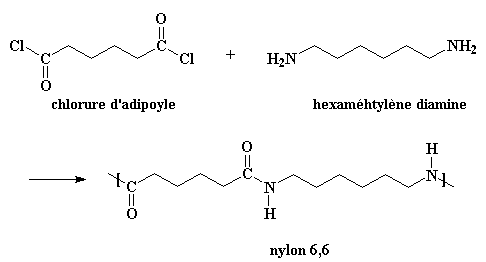 O
Cl C C Cl + H₂N NH₂
O
chlorure d'adipoyle hexaméhtylène diamine
H
O
C C N N
O H
nylon 6,6